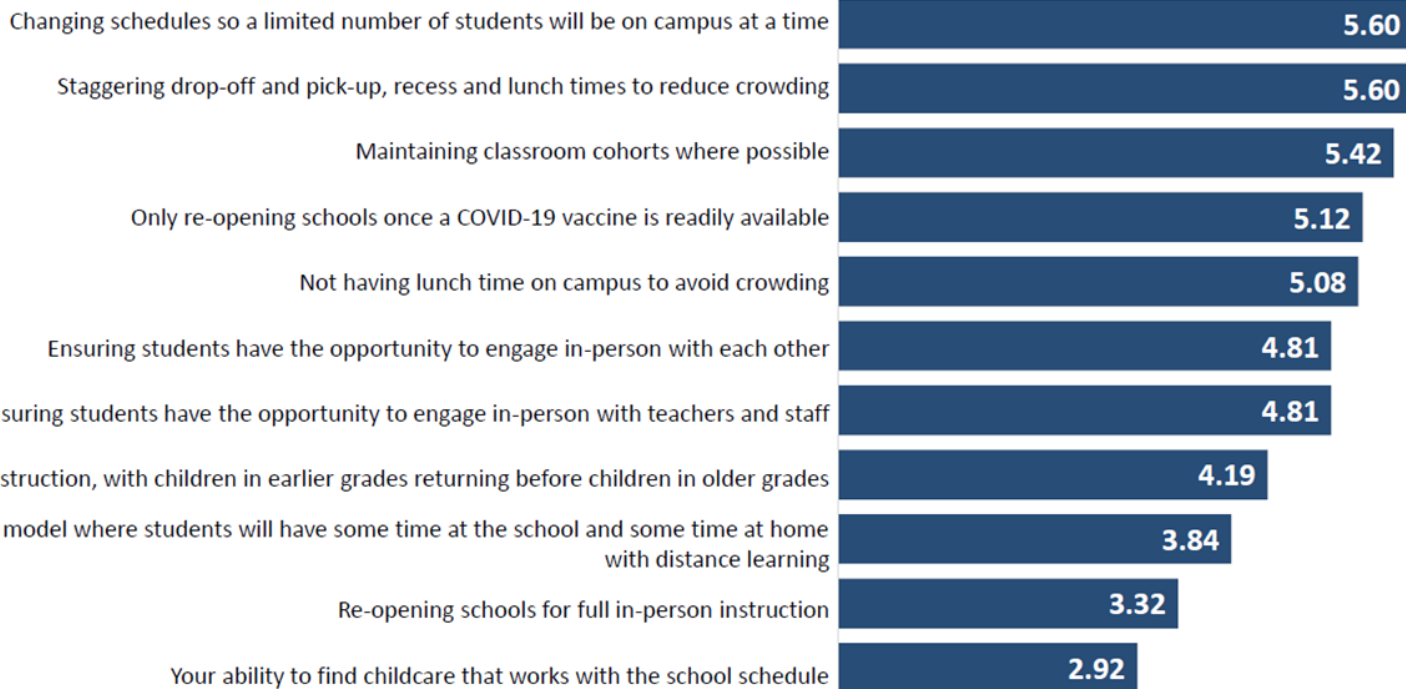 Changing schedules so a limited number of students will be on campus at a time 5.60
Staggering drop-off and pick-up, recess and lunch times to reduce crowding 5.60
Maintaining classroom cohorts where possible 5.42
Only re-opening schools once a COVID-19 vaccine is readily available 5.12
Not having lunch time on campus to avoid crowding 5.08
Ensuring students have the opportunity to engage in-person with each other 4.81
suring students have the opportunity to engage in-person with teachers and staff 4.81
struction, with children in earlier grades returning before children in older grades 4.19
model where students will have some time at the school and some time at home
with distance learning 3.84
Re-opening schools for full in-person instruction 3.32
Your ability to find childcare that works with the school schedule 2.92